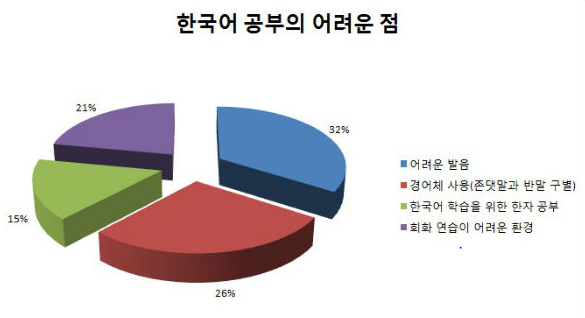 한국어 공부의 어려운 점
21%
32%
15%
26%
어려운 발음
경어체 사용(존댓말과 반말 구별)
한국어 학습을 위한 한자 공부
회화 연습이 어려운 환경